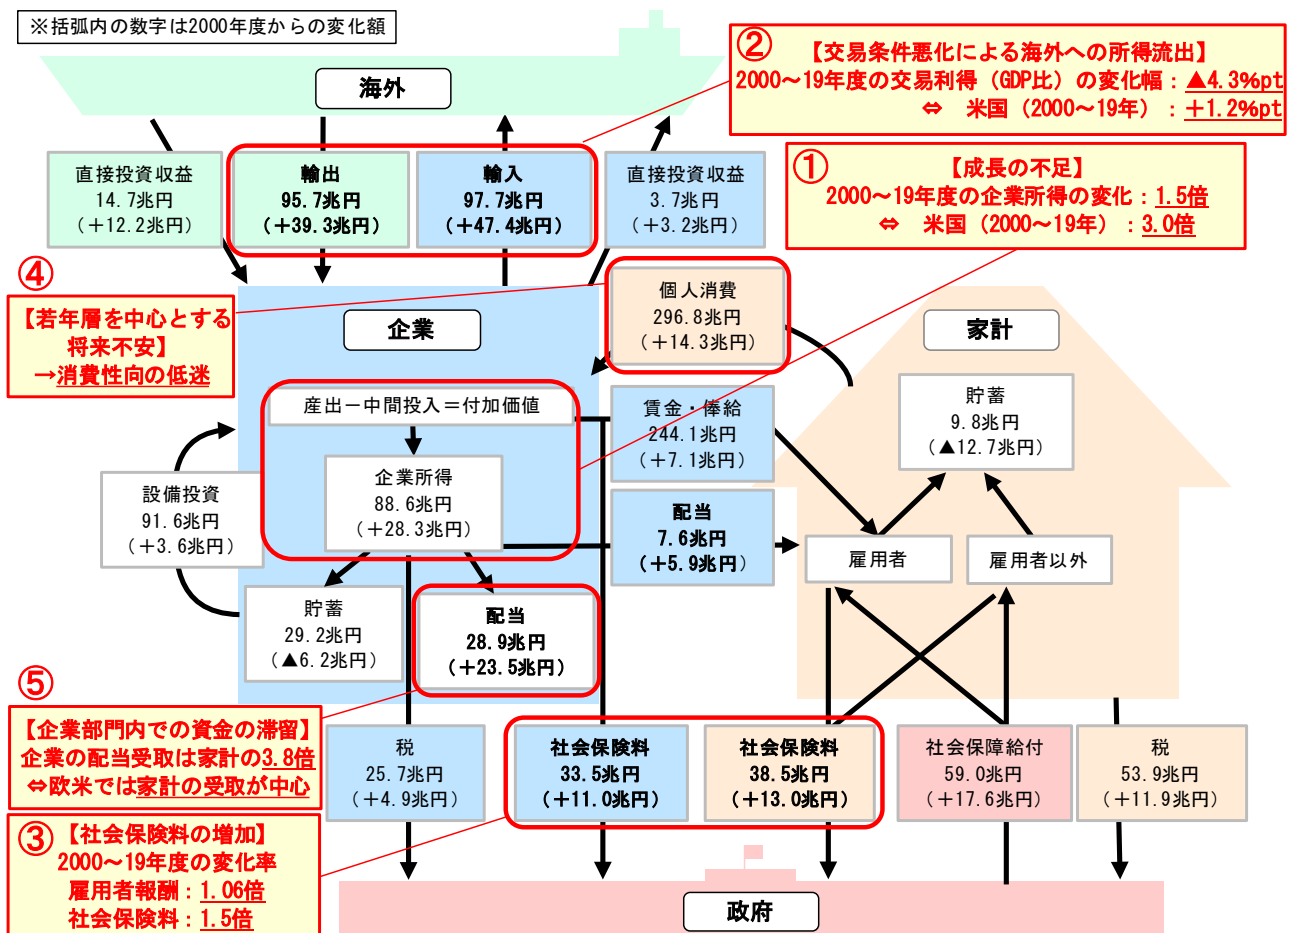 ※括弧内の数字は2000年度からの変化額
海外
② 【交易条件悪化による海外への所得流出】
2000～19年度の交易利得（GDP比）の変化幅：▲4.3%pt
⇔ 米国（2000～19年）：＋1.2%pt
① 【成長の不足】
2000～19年度の企業所得の変化：1.5倍
⇔ 米国（2000～19年）：3.0倍
直接投資収益
14.7兆円
（+12.2兆円）
輸出
95.7兆円
（+39.3兆円）
輸入
97.7兆円
（+47.4兆円）
直接投資収益
3.7兆円
（+3.2兆円）
④
【若年層を中心とする
将来不安】
→消費性向の低迷
企業
個人消費
296.8兆円
（+14.3兆円）
家計
産出－中間投入＝付加価値
賃金・俸給
244.1兆円
（+7.1兆円）
貯蓄
9.8兆円
（▲12.7兆円）
設備投資
91.6兆円
（+3.6兆円）
企業所得
88.6兆円
（+28.3兆円）
配当
7.6兆円
（+5.9兆円）
雇用者
雇用者以外
貯蓄
29.2兆円
（▲6.2兆円）
配当
28.9兆円
（+23.5兆円）
⑤
【企業部門内での資金の滞留】
企業の配当受取は家計の3.8倍
⇔欧米では家計の受取が中心
税
25.7兆円
（+4.9兆円）
社会保険料
33.5兆円
（+11.0兆円）
社会保険料
38.5兆円
（+13.0兆円）
社会保障給付
59.0兆円
（+17.6兆円）
税
53.9兆円
（+11.9兆円）
③ 【社会保険料の増加】
2000～19年度の変化率
雇用者報酬：1.06倍
社会保険料：1.5倍
政府